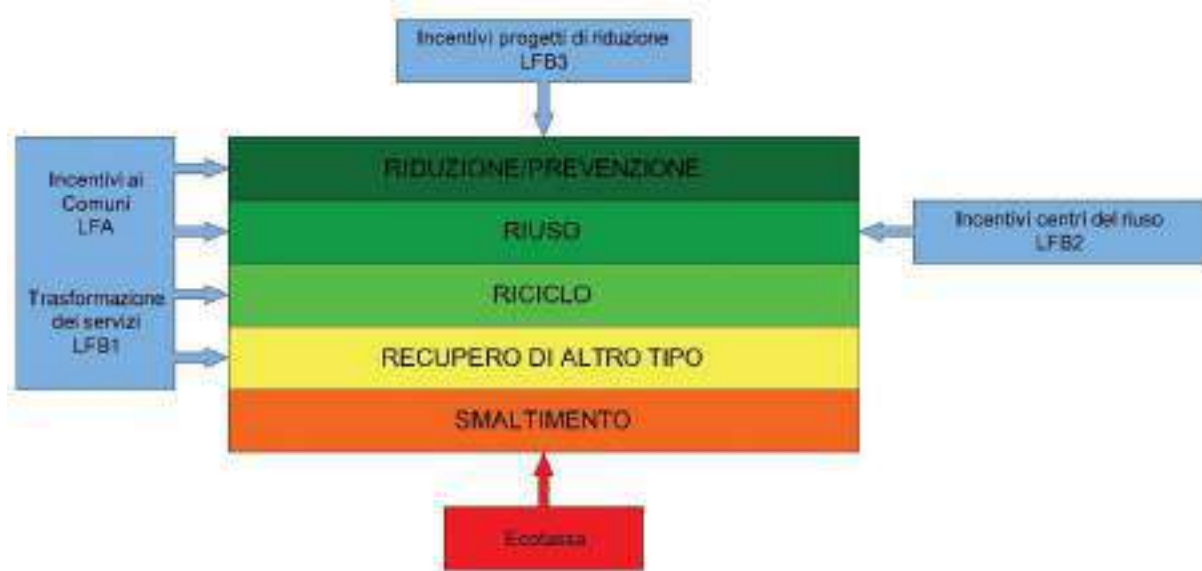 Incentivi progetti di riduzione
LFB3
Incentivi ai
Comuni
LFA
Trasformazione
dei servizi
LFB1
RIDUZIONE/PREVENZIONE
RIUSO
RICICLO
RECUPERO DI ALTRO TIPO
SMALTIMENTO
Incentivi centri del riuso
LFB2
Ecotassa